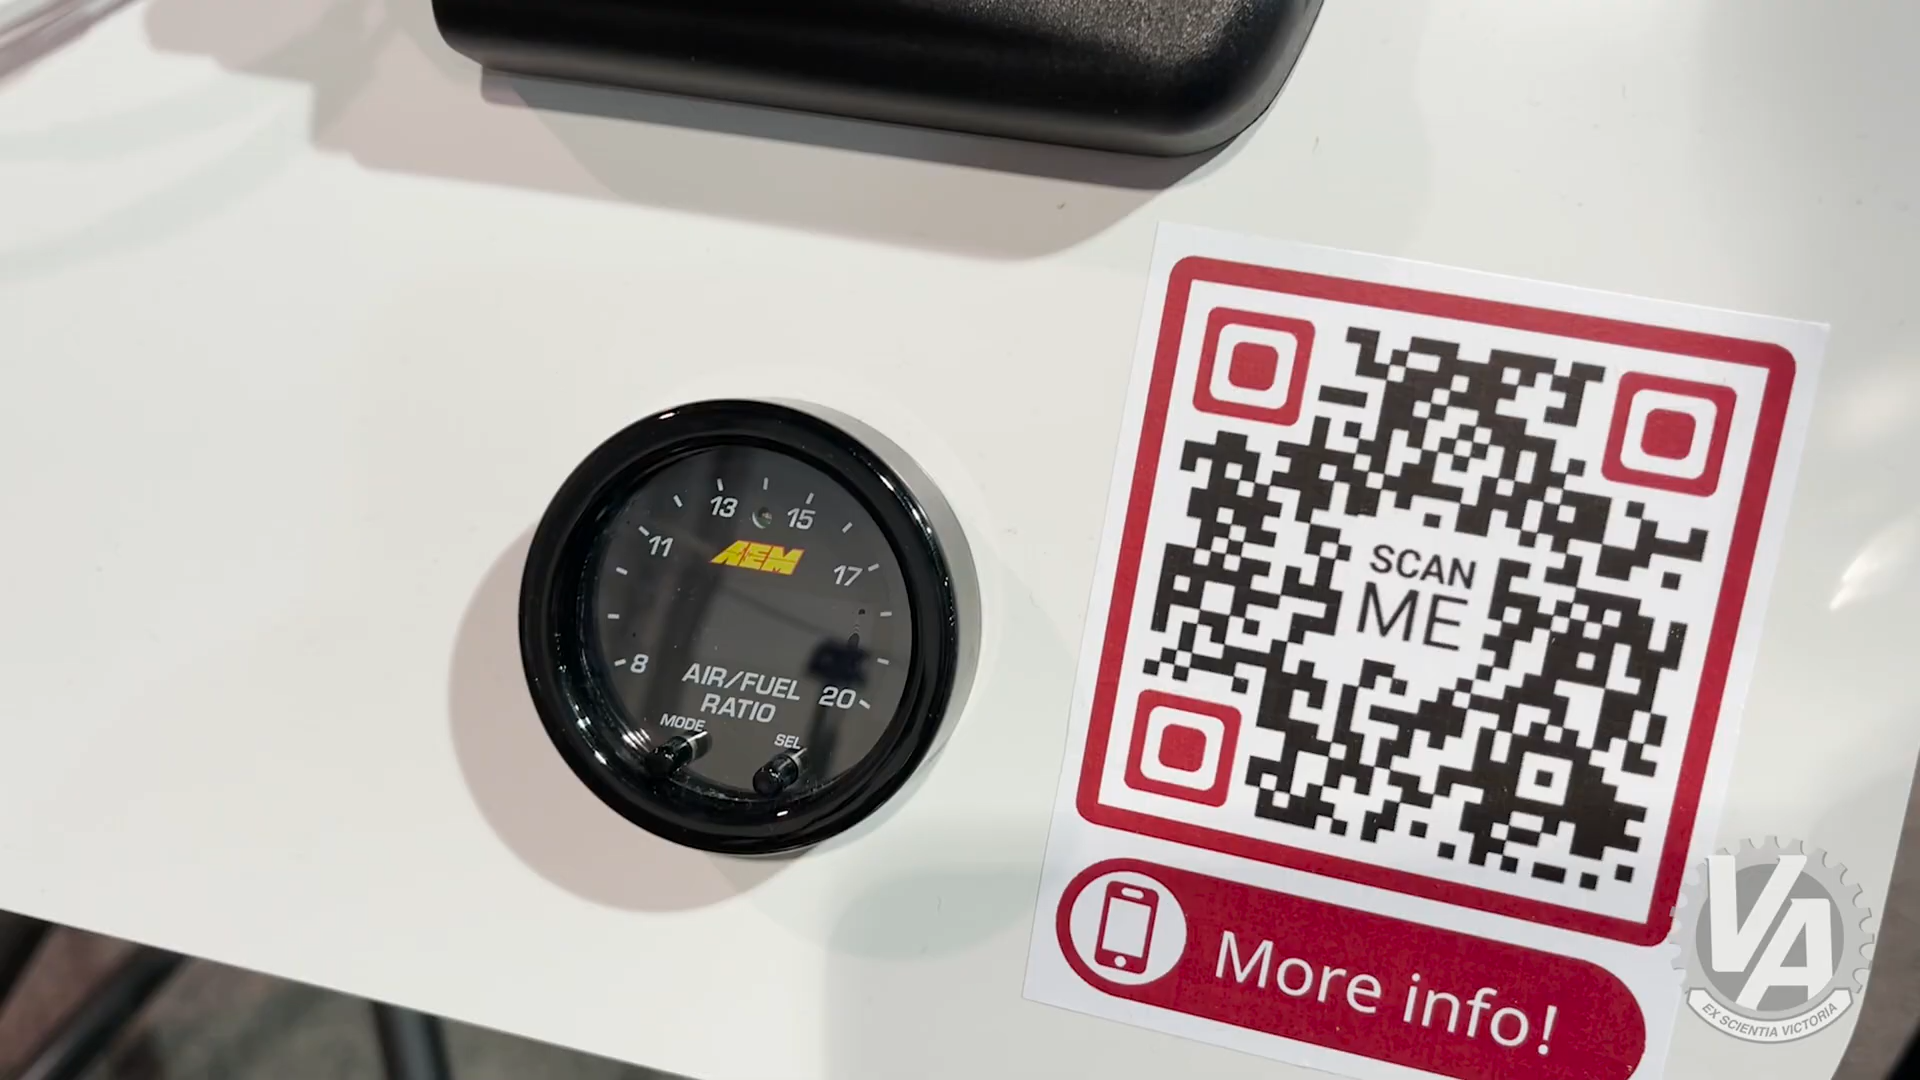 13 15
11
AEM
17
8
AIR/FUEL
20
RATIO
MODE
SEL
SCAN
ME
More info!
VA
EX SCIENTIA VICTORIA